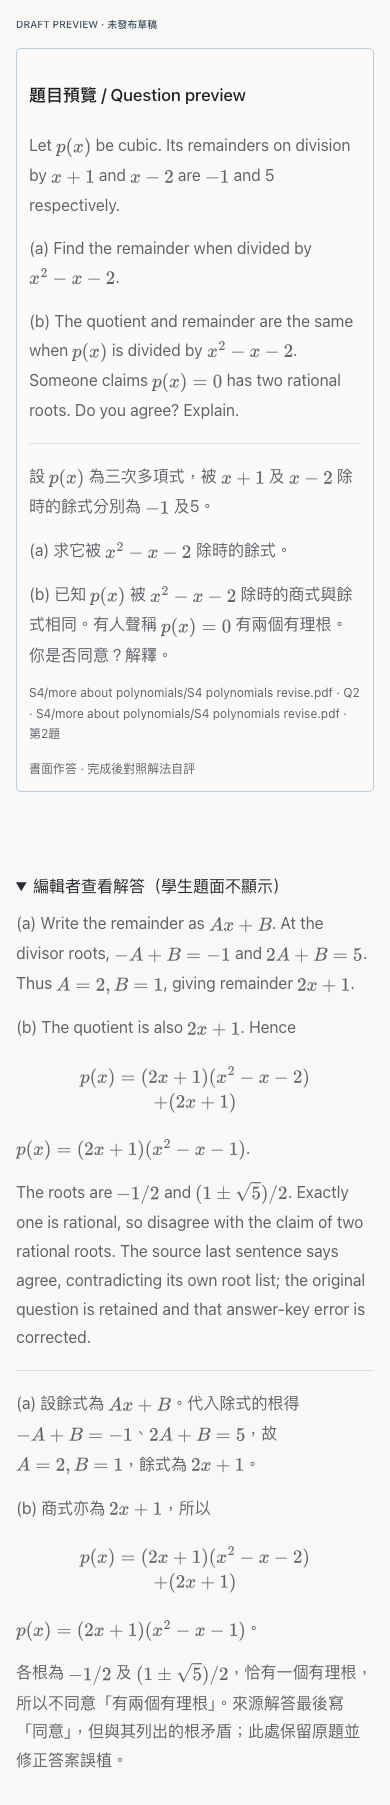 DRAFT PREVIEW · 未發布草稿
題目預覽 / Question preview
Let p(x) be cubic. Its remainders on division
by x + 1 and x − 2 are −1 and 5
respectively.
(a) Find the remainder when divided by
x² − x − 2.
(b) The quotient and remainder are the same
when p(x) is divided by x² − x − 2.
Someone claims p(x) = 0 has two rational
roots. Do you agree? Explain.
設 p(x) 為三次多項式，被 x + 1 及 x − 2 除
時的餘式分別為 −1 及5。
(a) 求它被 x² − x − 2 除時的餘式。
(b) 已知 p(x) 被 x² − x − 2 除時的商式與餘
式相同。有人聲稱 p(x) = 0 有兩個有理根。
你是否同意？解釋。
S4/more about polynomials/S4 polynomials revise.pdf · Q2
· S4/more about polynomials/S4 polynomials revise.pdf ·
第2題
書面作答 · 完成後對照解法自評
▼ 編輯者查看解答（學生題面不顯示）
(a) Write the remainder as Ax + B. At the
divisor roots, −A + B = −1 and 2A + B = 5.
Thus A = 2, B = 1, giving remainder 2x + 1.
(b) The quotient is also 2x + 1. Hence
p(x) = (2x + 1)(x² − x − 2)
+(2x + 1)
p(x) = (2x + 1)(x² − x − 1).
The roots are −1/2 and (1 ± √5)/2. Exactly
one is rational, so disagree with the claim of two
rational roots. The source last sentence says
agree, contradicting its own root list; the original
question is retained and that answer-key error is
corrected.
(a) 設餘式為 Ax + B。代入除式的根得
−A + B = −1、2A + B = 5，故
A = 2, B = 1，餘式為 2x + 1。
(b) 商式亦為 2x + 1，所以
p(x) = (2x + 1)(x² − x − 2)
+(2x + 1)
p(x) = (2x + 1)(x² − x − 1)。
各根為 −1/2 及 (1 ± √5)/2，恰有一個有理根，
所以不同意「有兩個有理根」。來源解答最後寫
「同意」，但與其列出的根矛盾；此處保留原題並
修正答案誤植。